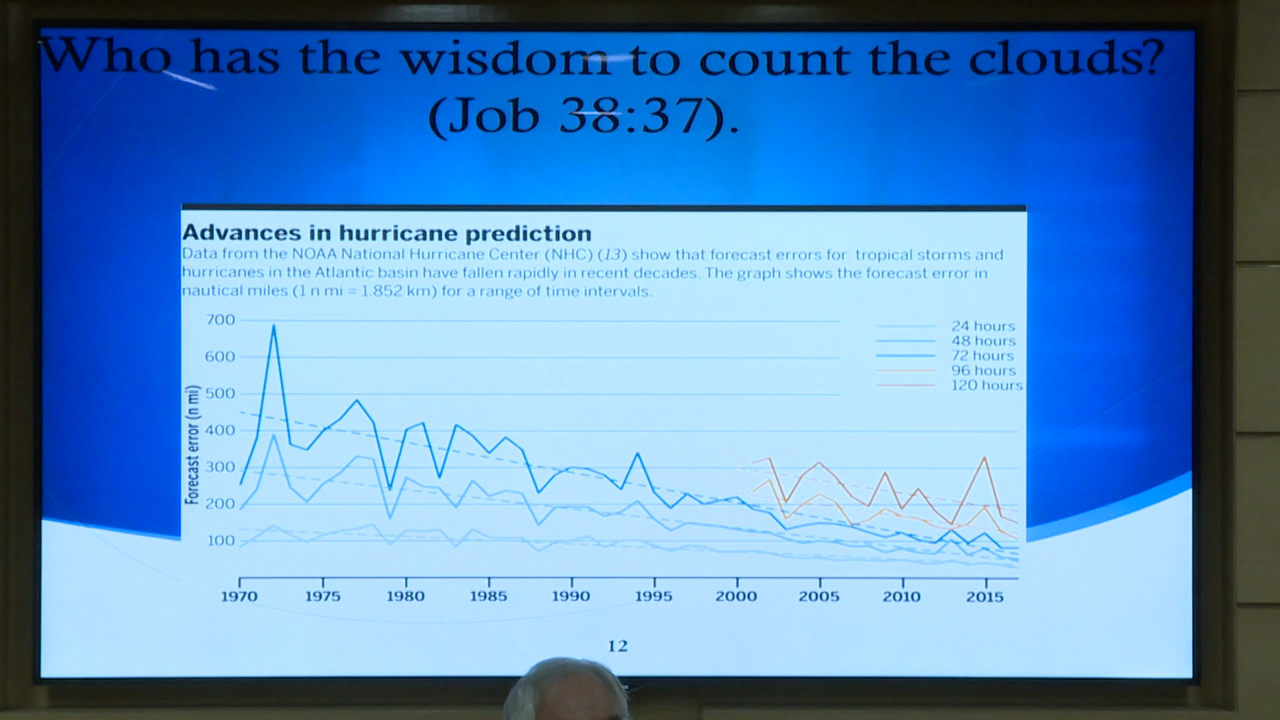 Who has the wisdom to count the clouds?
(Job 38:37).
Advances in hurricane prediction
Data from the NOAA National Hurricane Center (NHC) (13) show that forecast errors for tropical storms and
hurricanes in the Atlantic basin have fallen rapidly in recent decades. The graph shows the forecast error in
nautical miles (1 n mi = 1.852 km) for a range of time intervals.
700
600
500
400
300
200
100
Forecast error (n mi)
24 hours
48 hours
72 hours
96 hours
120 hours
1970 1975 1980 1985 1990 1995 2000 2005 2010 2015
12